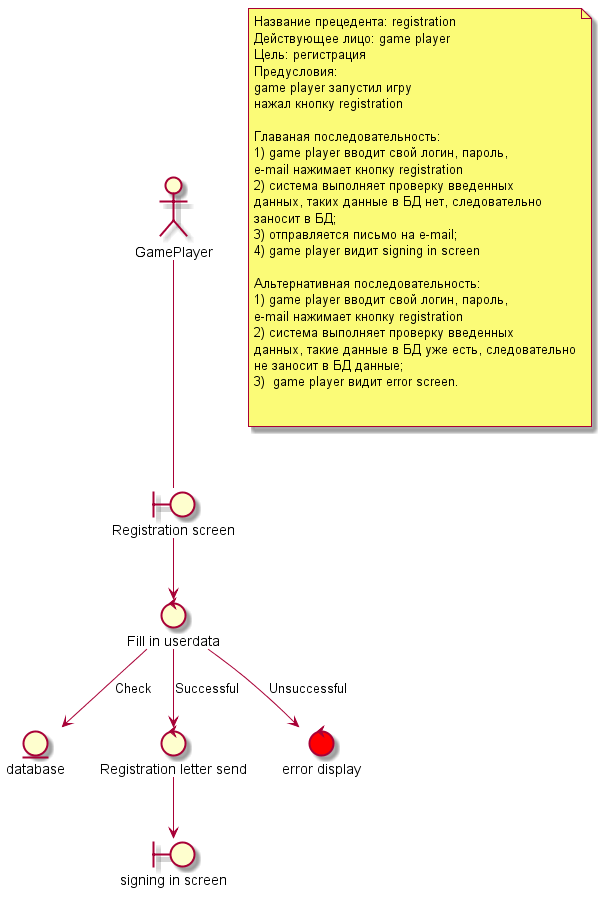 Название прецедента: registration
Действующее лицо: game player
Цель: регистрация
Предусловия:
game player запустил игру
нажал кнопку registration
Главаная последовательность:
1) game player вводит свой логин, пароль,
e-mail нажимает кнопку registration
2) система выполняет проверку введенных
данных, таких данные в БД нет, следовательно
заносит в БД;
3) отправляется письмо на e-mail;
4) game player видит signing in screen
Альтернативная последовательность:
1) game player вводит свой логин, пароль,
e-mail нажимает кнопку registration
2) система выполняет проверку введенных
данных, такие данные в БД уже есть, следовательно
не заносит в БД данные;
3)  game player видит error screen.
GamePlayer
Registration screen
Fill in userdata
Check
Successful
Unsuccessful
database
Registration letter send
error display
signing in screen